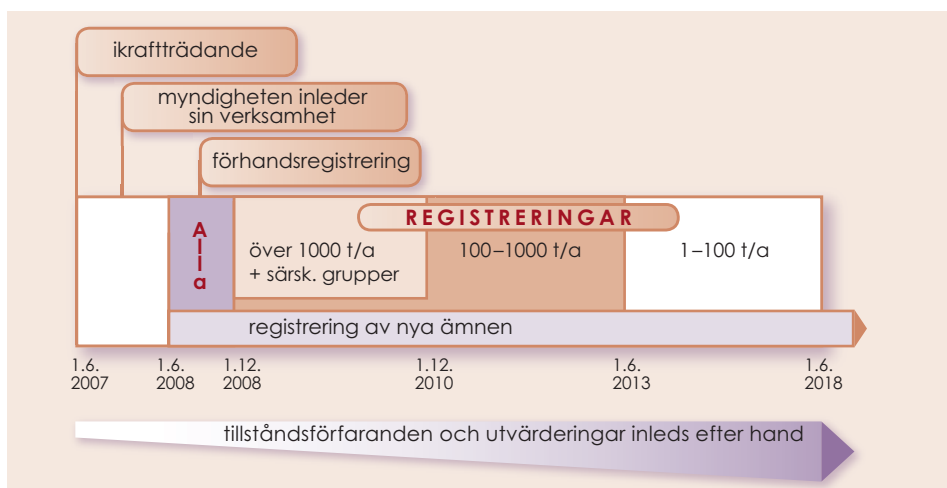 ikraftträdande
myndigheten inleder
sin verksamhet
förhandsregistrering
Alla
REGISTRERINGAR
över 1000 t/a
+ särsk. grupper
100–1000 t/a
1–100 t/a
registrering av nya ämnen
1.6.
2007
1.6.
2008
1.12.
2008
1.12.
2010
1.6.
2013
1.6.
2018
tillståndsförfaranden och utvärderingar inleds efter hand